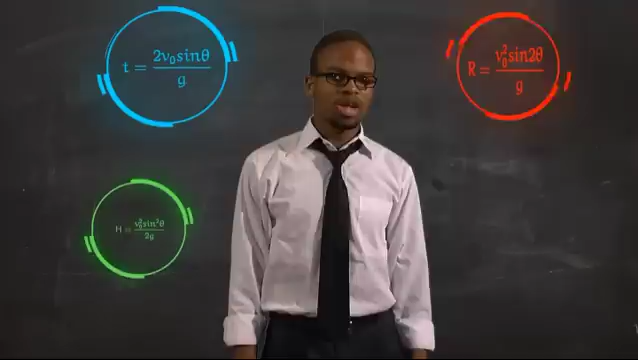 t = 2v₀sinθ / g
R = v₀²sin2θ / g
H = v₀²sin²θ / 2g